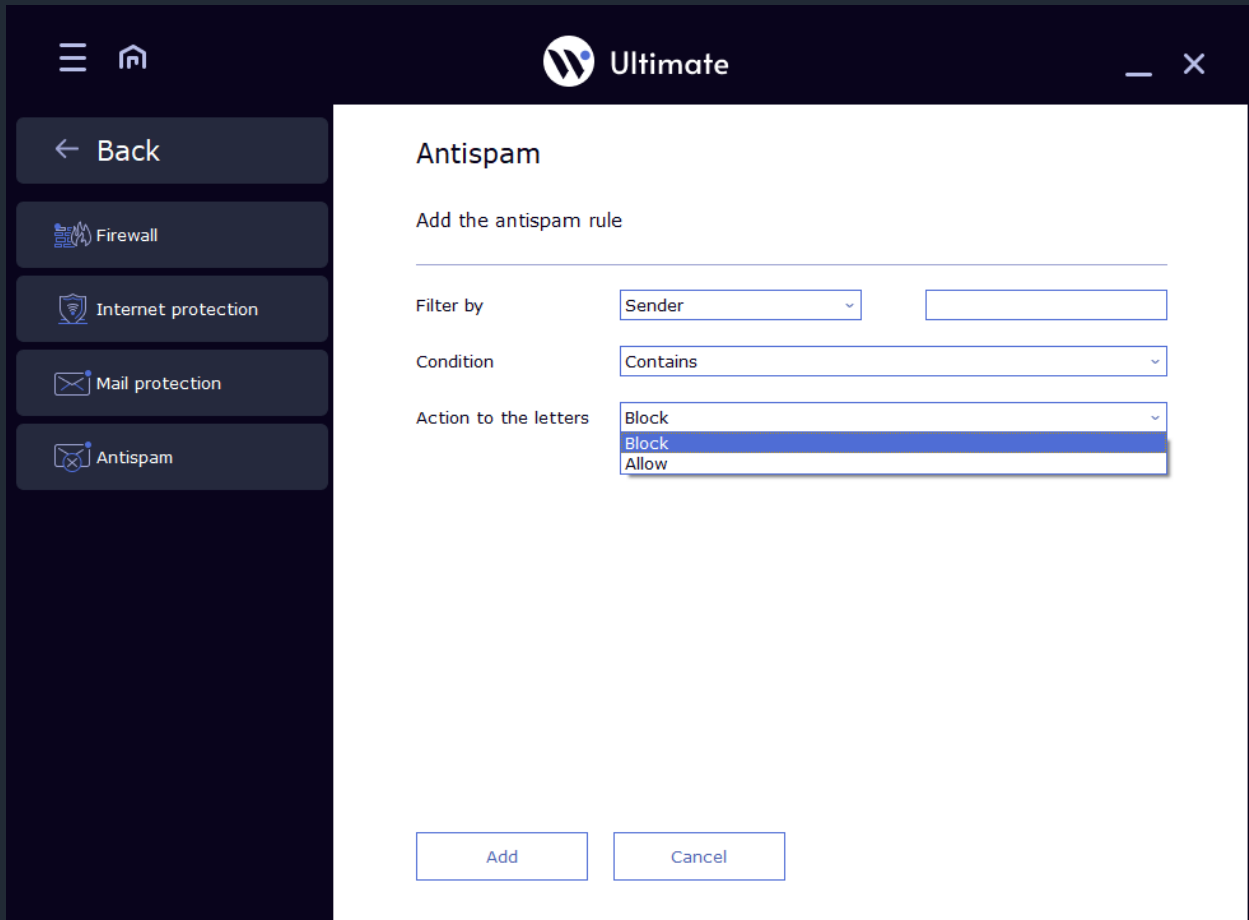 Ultimate
Back
Firewall
Internet protection
Mail protection
Antispam
Antispam
Add the antispam rule
Filter by Sender
Condition Contains
Action to the letters Block
Block
Allow
Add Cancel